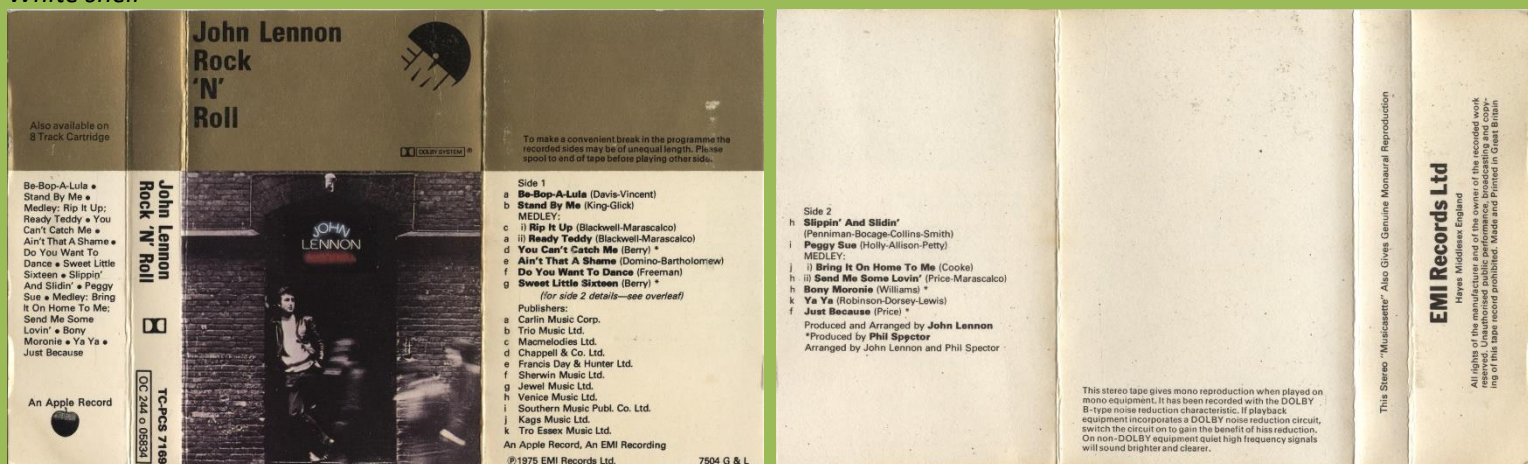 White shell
Also available on
8 Track Cartridge
Be-Bop-A-Lula •
Stand By Me •
Medley: Rip It Up;
Ready Teddy • You
Can't Catch Me •
Ain't That A Shame •
Do You Want To
Dance • Sweet Little
Sixteen • Slippin'
And Slidin' • Peggy
Sue • Medley: Bring
It On Home To Me;
Send Me Some
Lovin' • Bony
Moronie • Ya Ya •
Just Because
An Apple Record
John Lennon
Rock 'N' Roll
TC-PCS 7169
OC 244 o 05834
John Lennon
Rock
'N'
Roll
DOLBY SYSTEM ®
JOHN
LENNON
To make a convenient break in the programme the
recorded sides may be of unequal length. Please
spool to end of tape before playing other side.
Side 1
a Be-Bop-A-Lula (Davis-Vincent)
b Stand By Me (King-Glick)
MEDLEY:
c i) Rip It Up (Blackwell-Marascalco)
a ii) Ready Teddy (Blackwell-Marascalco)
d You Can't Catch Me (Berry) *
e Ain't That A Shame (Domino-Bartholomew)
f Do You Want To Dance (Freeman)
g Sweet Little Sixteen (Berry) *
(for side 2 details—see overleaf)
Publishers:
a Carlin Music Corp.
b Trio Music Ltd.
c Macmelodies Ltd.
d Chappell & Co. Ltd.
e Francis Day & Hunter Ltd.
f Sherwin Music Ltd.
g Jewel Music Ltd.
h Venice Music Ltd.
i Southern Music Publ. Co. Ltd.
j Kags Music Ltd.
k Tro Essex Music Ltd.
An Apple Record, An EMI Recording
℗1975 EMI Records Ltd. 7504 G & L
Side 2
h Slippin' And Slidin'
(Penniman-Bocage-Collins-Smith)
i Peggy Sue (Holly-Allison-Petty)
MEDLEY:
j i) Bring It On Home To Me (Cooke)
h ii) Send Me Some Lovin' (Price-Marascalco)
h Bony Moronie (Williams) *
k Ya Ya (Robinson-Dorsey-Lewis)
f Just Because (Price) *
Produced and Arranged by John Lennon
*Produced by Phil Spector
Arranged by John Lennon and Phil Spector
This stereo tape gives mono reproduction when played on
mono equipment. It has been recorded with the DOLBY
B-type noise reduction characteristic. If playback
equipment incorporates a DOLBY noise reduction circuit,
switch the circuit on to gain the benefit of hiss reduction.
On non-DOLBY equipment quiet high frequency signals
will sound brighter and clearer.
This Stereo "Musicasette" Also Gives Genuine Monaural Reproduction
EMI Records Ltd
Hayes Middlesex England
All rights of the manufacturer and of the owner of the recorded work
reserved. Unauthorised public performance, broadcasting and copy-
ing of this tape record prohibited. Made and Printed in Great Britain